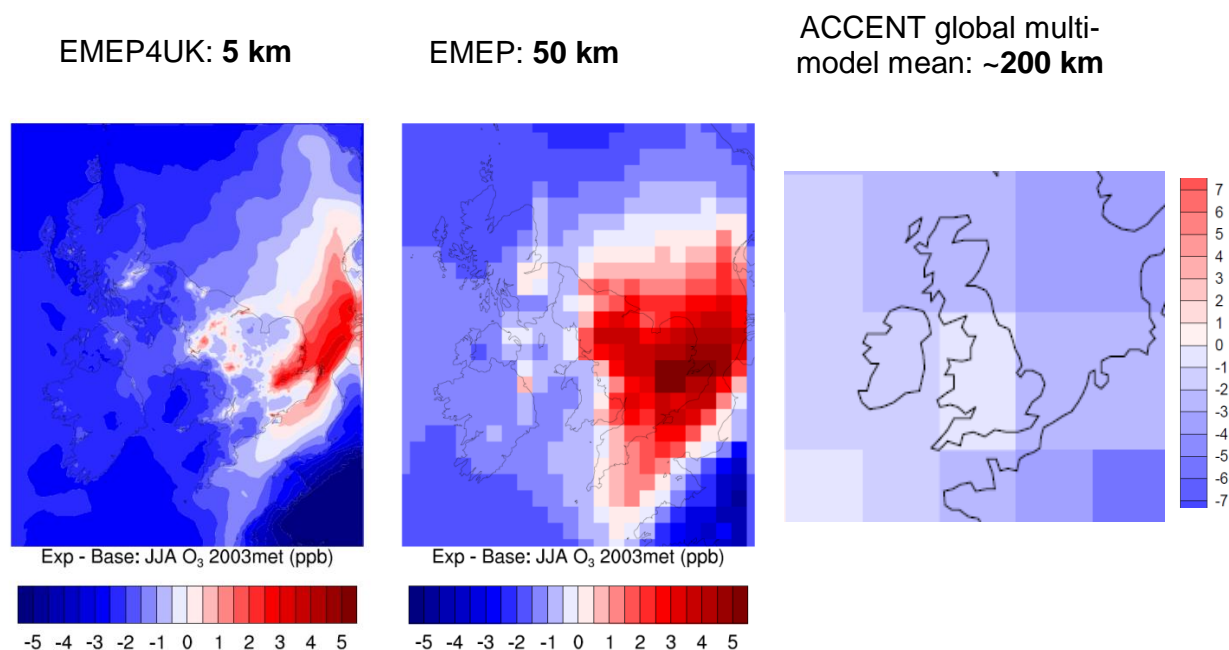 EMEP4UK: 5 km
EMEP: 50 km
ACCENT global multi-
model mean: ~200 km
Exp - Base: JJA O₃ 2003met (ppb)
-5 -4 -3 -2 -1 0 1 2 3 4 5
Exp - Base: JJA O₃ 2003met (ppb)
-5 -4 -3 -2 -1 0 1 2 3 4 5
7
6
5
4
3
2
1
0
-1
-2
-3
-4
-5
-6
-7